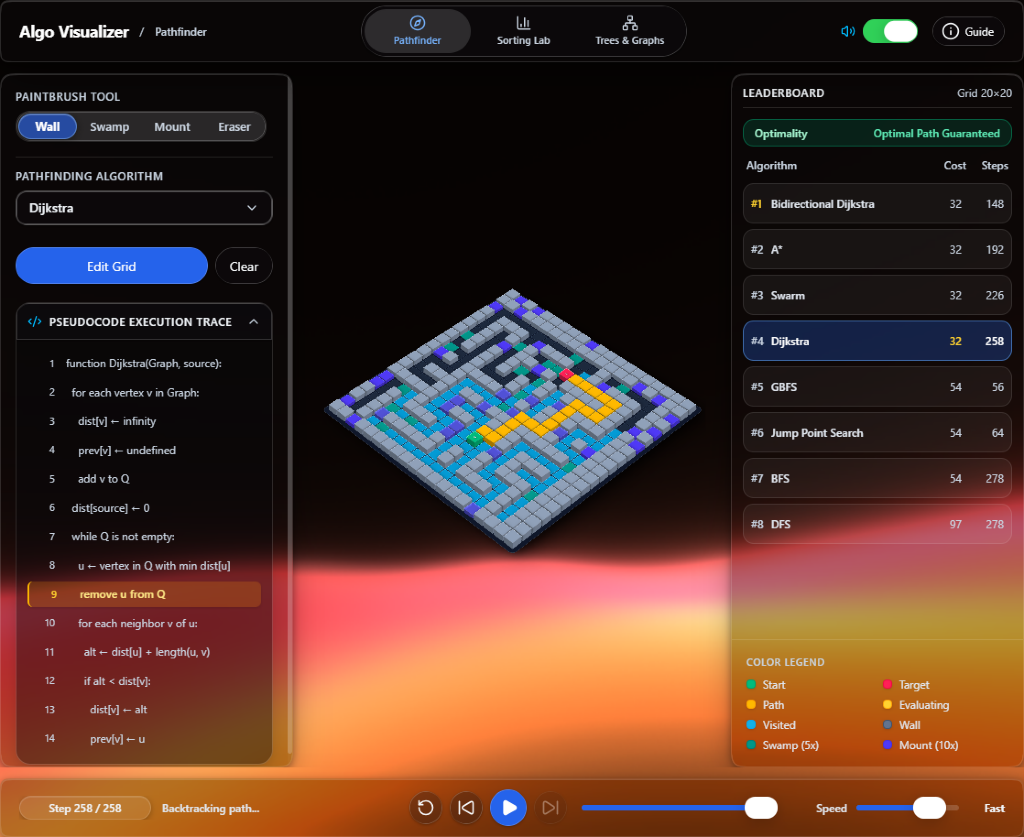 Algo Visualizer / Pathfinder
Pathfinder
Sorting Lab
Trees & Graphs
Guide
PAINTBRUSH TOOL
Wall Swamp Mount Eraser
PATHFINDING ALGORITHM
Dijkstra
Edit Grid Clear
</> PSEUDOCODE EXECUTION TRACE
1 function Dijkstra(Graph, source):
2 for each vertex v in Graph:
3 dist[v] ← infinity
4 prev[v] ← undefined
5 add v to Q
6 dist[source] ← 0
7 while Q is not empty:
8 u ← vertex in Q with min dist[u]
9 remove u from Q
10 for each neighbor v of u:
11 alt ← dist[u] + length(u, v)
12 if alt < dist[v]:
13 dist[v] ← alt
14 prev[v] ← u
LEADERBOARD Grid 20×20
Optimality Optimal Path Guaranteed
Algorithm Cost Steps
#1 Bidirectional Dijkstra 32 148
#2 A* 32 192
#3 Swarm 32 226
#4 Dijkstra 32 258
#5 GBFS 54 56
#6 Jump Point Search 54 64
#7 BFS 54 278
#8 DFS 97 278
COLOR LEGEND
Start Target
Path Evaluating
Visited Wall
Swamp (5x) Mount (10x)
Step 258 / 258 Backtracking path... Speed Fast